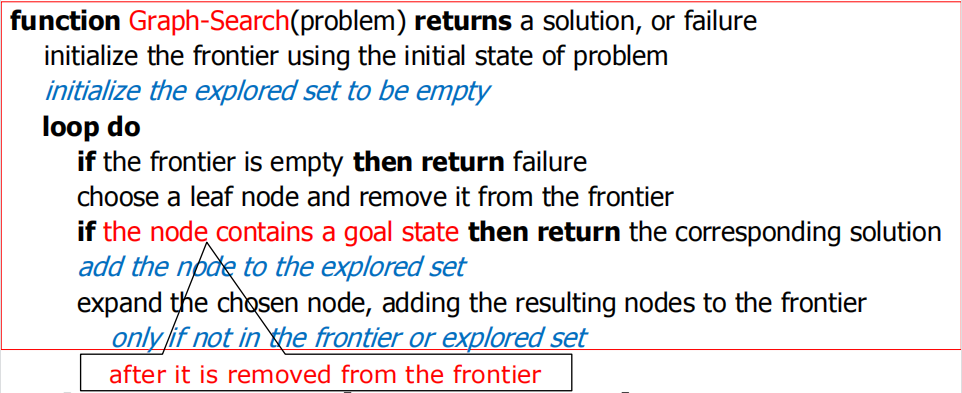 function Graph-Search(problem) returns a solution, or failure
initialize the frontier using the initial state of problem
initialize the explored set to be empty
loop do
if the frontier is empty then return failure
choose a leaf node and remove it from the frontier
if the node contains a goal state then return the corresponding solution
add the node to the explored set
expand the chosen node, adding the resulting nodes to the frontier
only if not in the frontier or explored set
after it is removed from the frontier